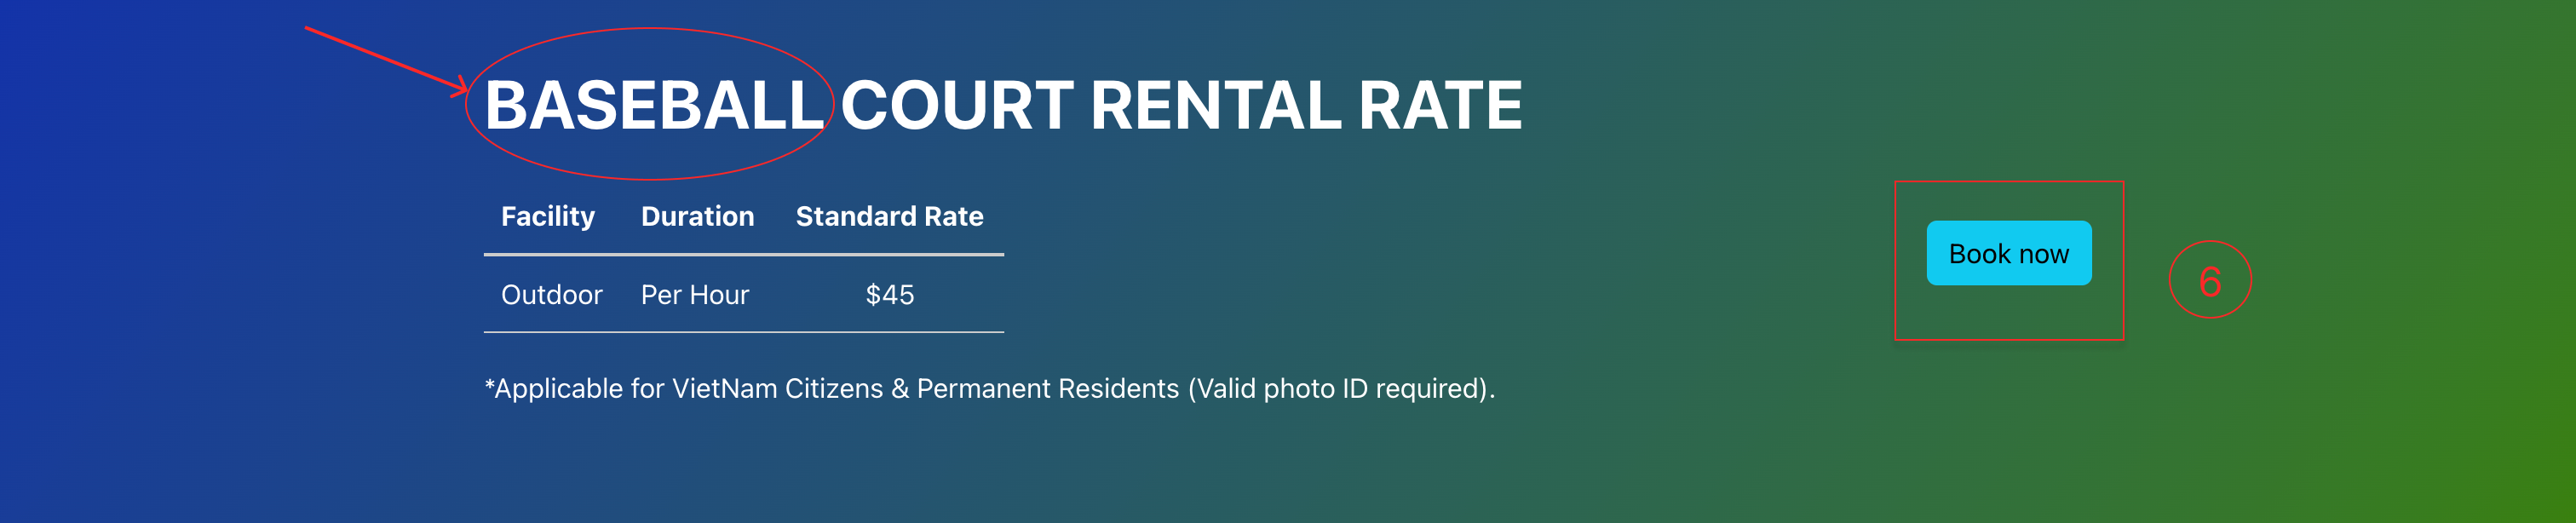 BASEBALL COURT RENTAL RATE
Facility Duration Standard Rate
Book now
6
Outdoor Per Hour $45
*Applicable for VietNam Citizens & Permanent Residents (Valid photo ID required).